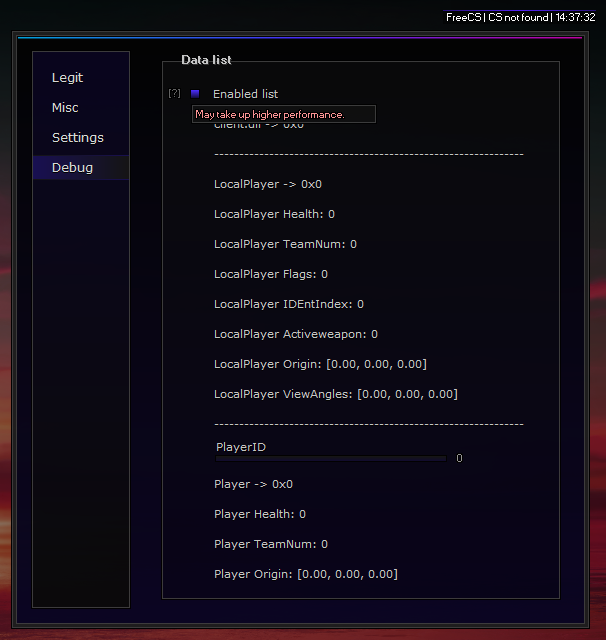 FreeCS | CS not found | 14:37:32
Data list
Legit
Misc
Settings
Debug
[?] Enabled list
May take up higher performance.
client.dll -> 0x0
--------------------------------------------------------------
LocalPlayer -> 0x0
LocalPlayer Health: 0
LocalPlayer TeamNum: 0
LocalPlayer Flags: 0
LocalPlayer IDEntIndex: 0
LocalPlayer Activeweapon: 0
LocalPlayer Origin: [0.00, 0.00, 0.00]
LocalPlayer ViewAngles: [0.00, 0.00, 0.00]
--------------------------------------------------------------
PlayerID
0
Player -> 0x0
Player Health: 0
Player TeamNum: 0
Player Origin: [0.00, 0.00, 0.00]